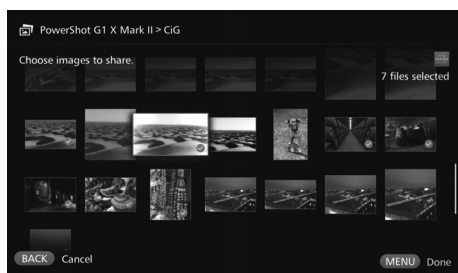 PowerShot G1 X Mark II > CiG
Choose images to share.
7 files selected
BACK Cancel
MENU Done